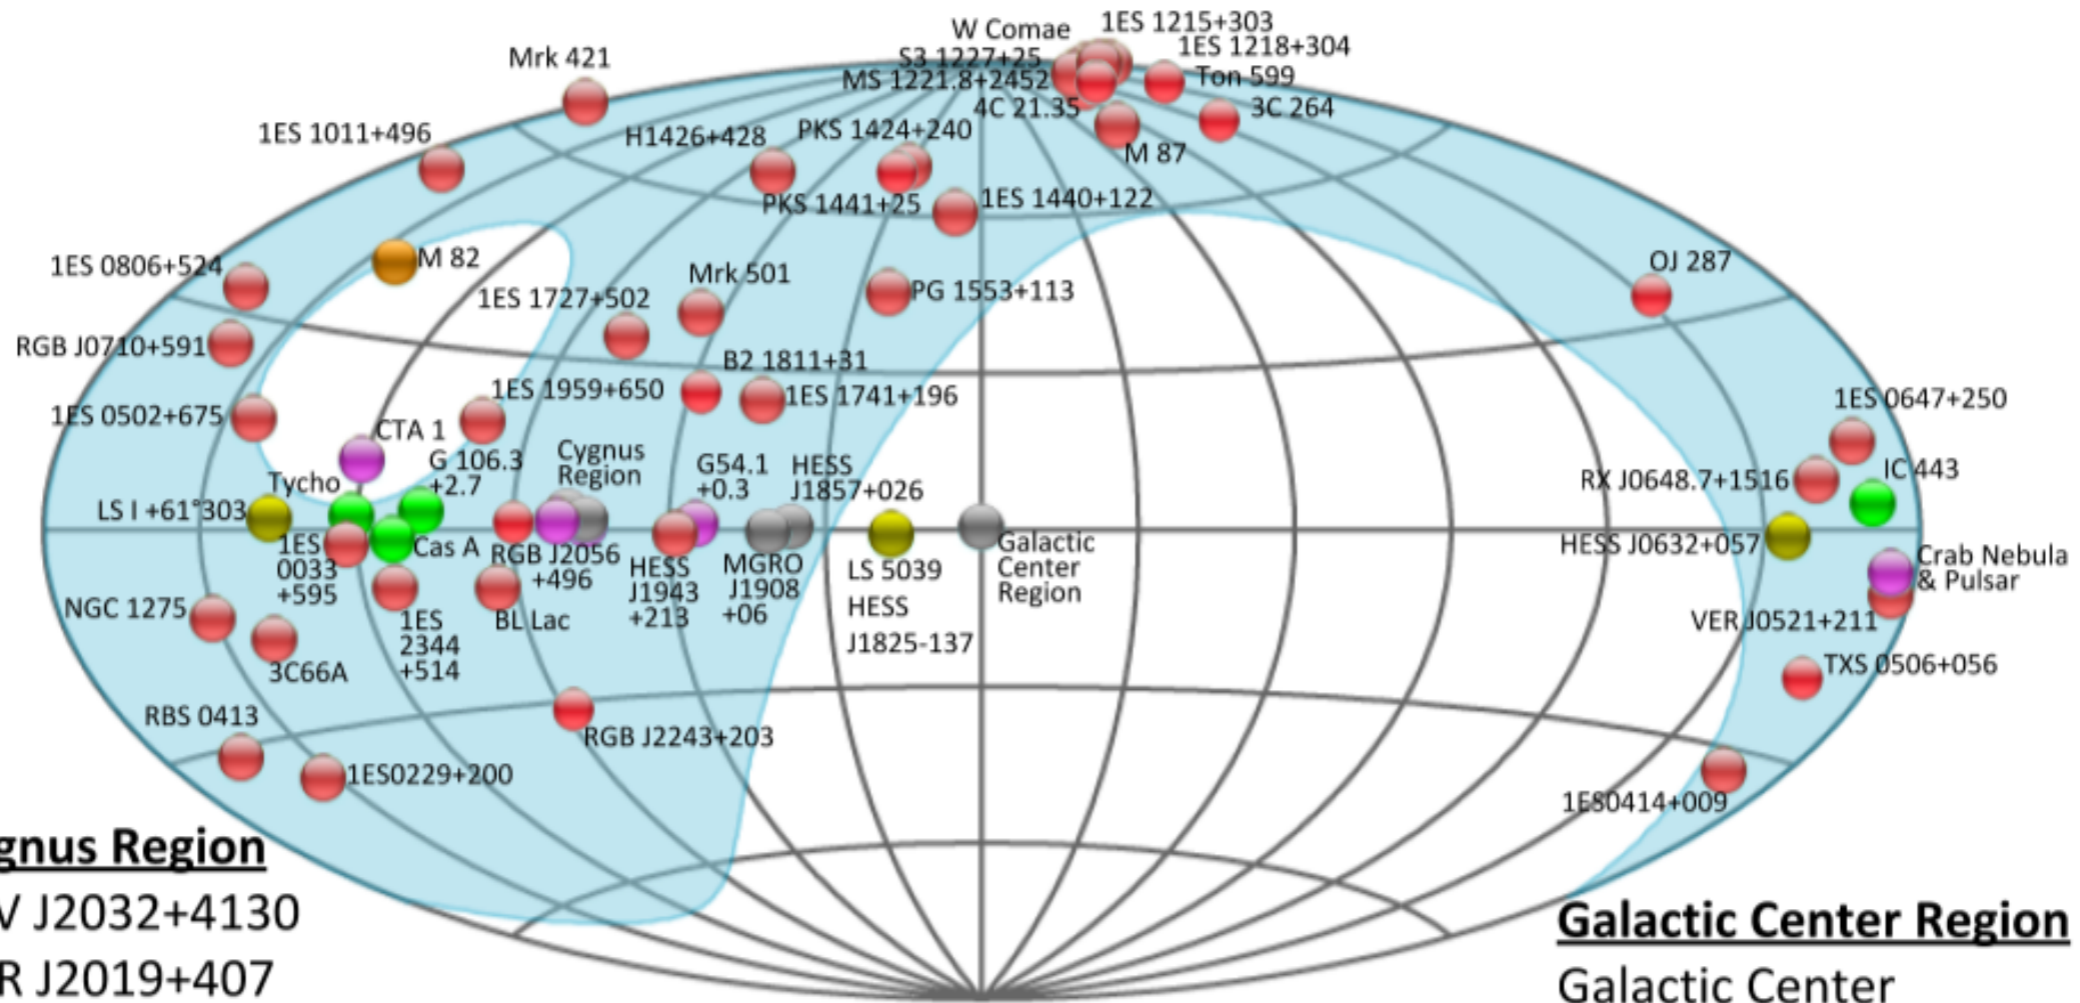 W Comae
1ES 1215+303
S3 1227+25
1ES 1218+304
Mrk 421
MS 1221.8+2452
Ton 599
4C 21.35
3C 264
1ES 1011+496
H1426+428
PKS 1424+240
M 87
PKS 1441+25
1ES 1440+122
1ES 0806+524
M 82
Mrk 501
OJ 287
1ES 1727+502
PG 1553+113
RGB J0710+591
B2 1811+31
1ES 1959+650
1ES 1741+196
1ES 0647+250
1ES 0502+675
CTA 1
G 106.3
+2.7
Cygnus
Region
G54.1
+0.3
HESS
J1857+026
RX J0648.7+1516
IC 443
Tycho
LS I +61°303
1ES
0033
+595
Cas A
RGB J2056
+496
HESS
J1943
+213
MGRO
J1908
+06
LS 5039
HESS
J1825-137
Galactic
Center
Region
HESS J0632+057
Crab Nebula
& Pulsar
NGC 1275
3C66A
1ES
2344
+514
BL Lac
VER J0521+211
TXS 0506+056
RBS 0413
RGB J2243+203
1ES0229+200
1ES0414+009
gnus Region
V J2032+4130
R J2019+407
Galactic Center Region
Galactic Center